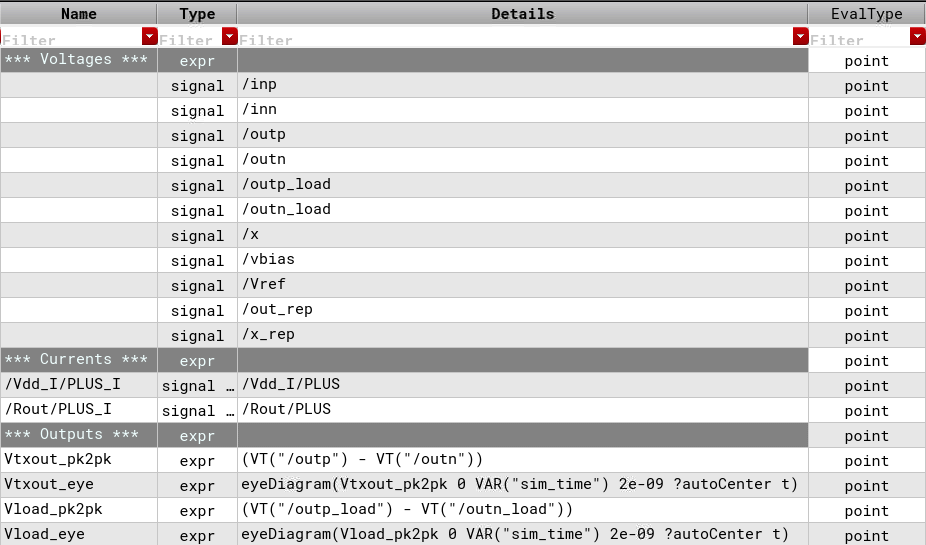 Name Type Details EvalType
Filter Filter Filter Filter
*** Voltages *** expr point
signal /inp point
signal /inn point
signal /outp point
signal /outn point
signal /outp_load point
signal /outn_load point
signal /x point
signal /vbias point
signal /Vref point
signal /out_rep point
signal /x_rep point
*** Currents *** expr point
/Vdd_I/PLUS_I signal … /Vdd_I/PLUS point
/Rout/PLUS_I signal … /Rout/PLUS point
*** Outputs *** expr point
Vtxout_pk2pk expr (VT("/outp") - VT("/outn")) point
Vtxout_eye expr eyeDiagram(Vtxout_pk2pk 0 VAR("sim_time") 2e-09 ?autoCenter t) point
Vload_pk2pk expr (VT("/outp_load") - VT("/outn_load")) point
Vload_eye expr eyeDiagram(Vload_pk2pk 0 VAR("sim_time") 2e-09 ?autoCenter t) point